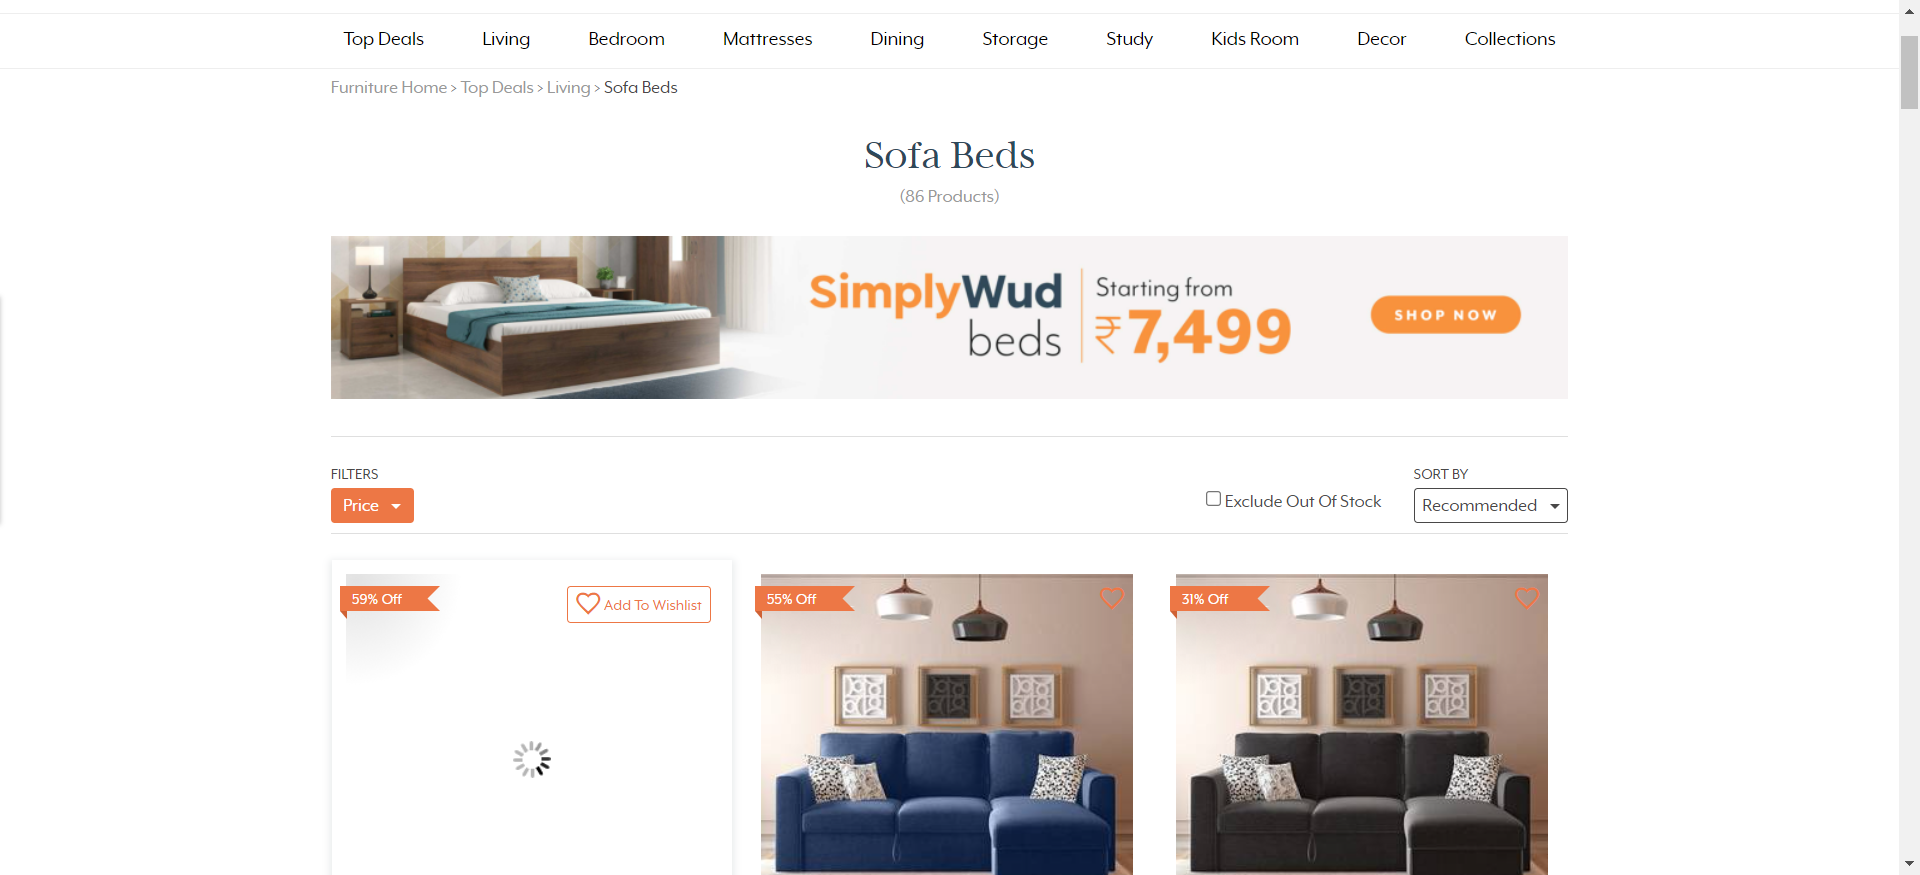 Top Deals Living Bedroom Mattresses Dining Storage Study Kids Room Decor Collections
Furniture Home > Top Deals > Living > Sofa Beds
Sofa Beds
(86 Products)
SimplyWud
beds
Starting from
₹7,499
SHOP NOW
FILTERS
Price
Exclude Out Of Stock
SORT BY
Recommended
59% Off
Add To Wishlist
55% Off
31% Off